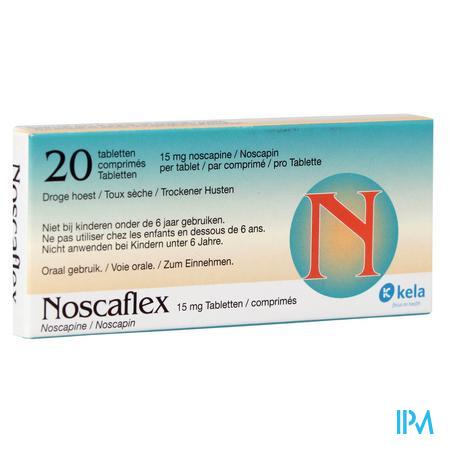 20 tabletten
comprimés
Tabletten
15 mg noscapine / Noscapin
per tablet / par comprimé / pro Tablette
Droge hoest / Toux sèche / Trockener Husten
Niet bij kinderen onder de 6 jaar gebruiken.
Ne pas utiliser chez les enfants en dessous de 6 ans.
Nicht anwenden bei Kindern unter 6 Jahre.
Oraal gebruik. / Voie orale. / Zum Einnehmen.
N
Noscaflex 15 mg Tabletten / comprimés
Noscapine / Noscapin
K kela
Noscaflex
IPM